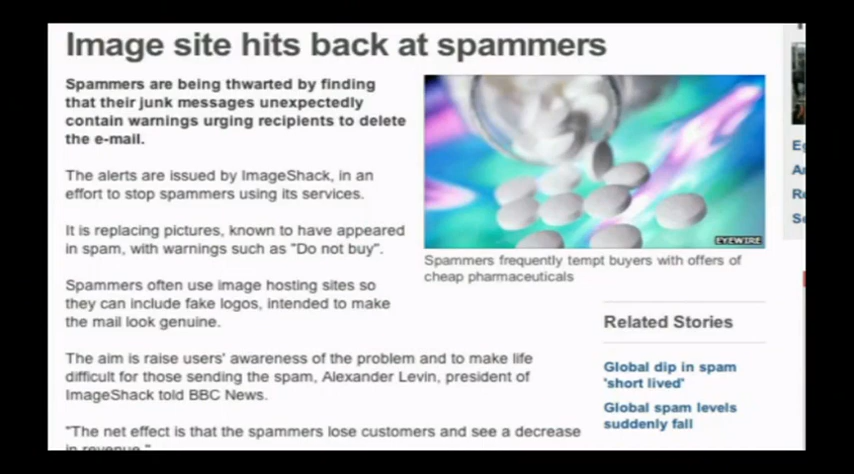 Image site hits back at spammers
Spammers are being thwarted by finding
that their junk messages unexpectedly
contain warnings urging recipients to delete
the e-mail.
The alerts are issued by ImageShack, in an
effort to stop spammers using its services.
It is replacing pictures, known to have appeared
in spam, with warnings such as "Do not buy".
Spammers often use image hosting sites so
they can include fake logos, intended to make
the mail look genuine.
The aim is raise users' awareness of the problem and to make life
difficult for those sending the spam, Alexander Levin, president of
ImageShack told BBC News.
"The net effect is that the spammers lose customers and see a decrease
in revenue."
EYEWIRE
Spammers frequently tempt buyers with offers of
cheap pharmaceuticals
Related Stories
Global dip in spam
'short lived'
Global spam levels
suddenly fall